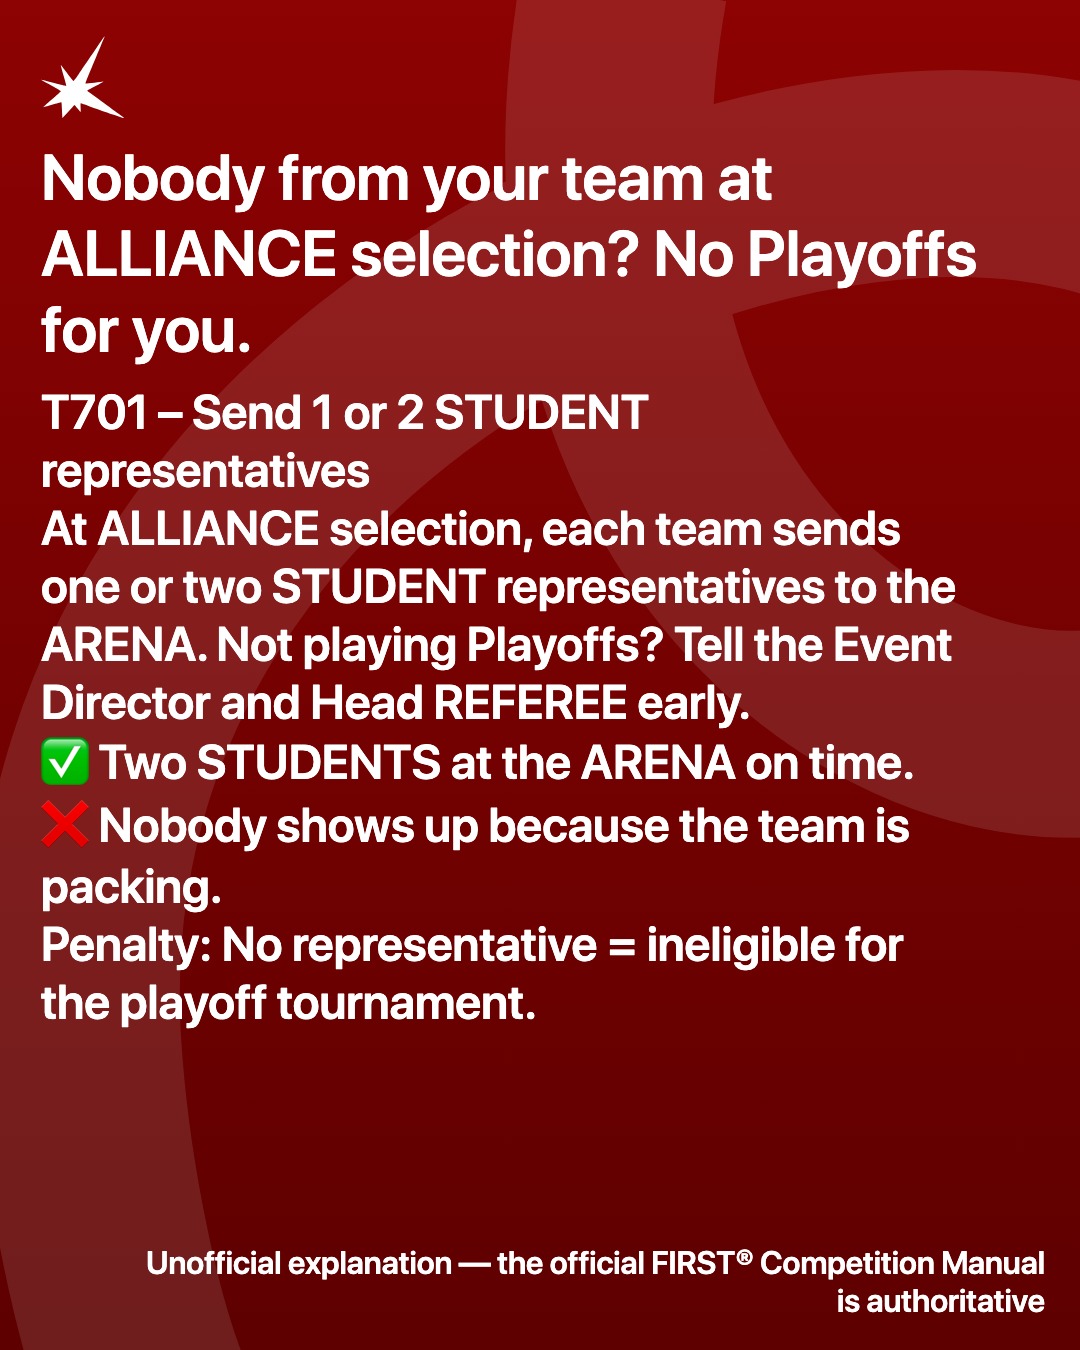 Nobody from your team at
ALLIANCE selection? No Playoffs
for you.
T701 – Send 1 or 2 STUDENT
representatives
At ALLIANCE selection, each team sends
one or two STUDENT representatives to the
ARENA. Not playing Playoffs? Tell the Event
Director and Head REFEREE early.
✅ Two STUDENTS at the ARENA on time.
❌ Nobody shows up because the team is
packing.
Penalty: No representative = ineligible for
the playoff tournament.
Unofficial explanation — the official FIRST® Competition Manual
is authoritative